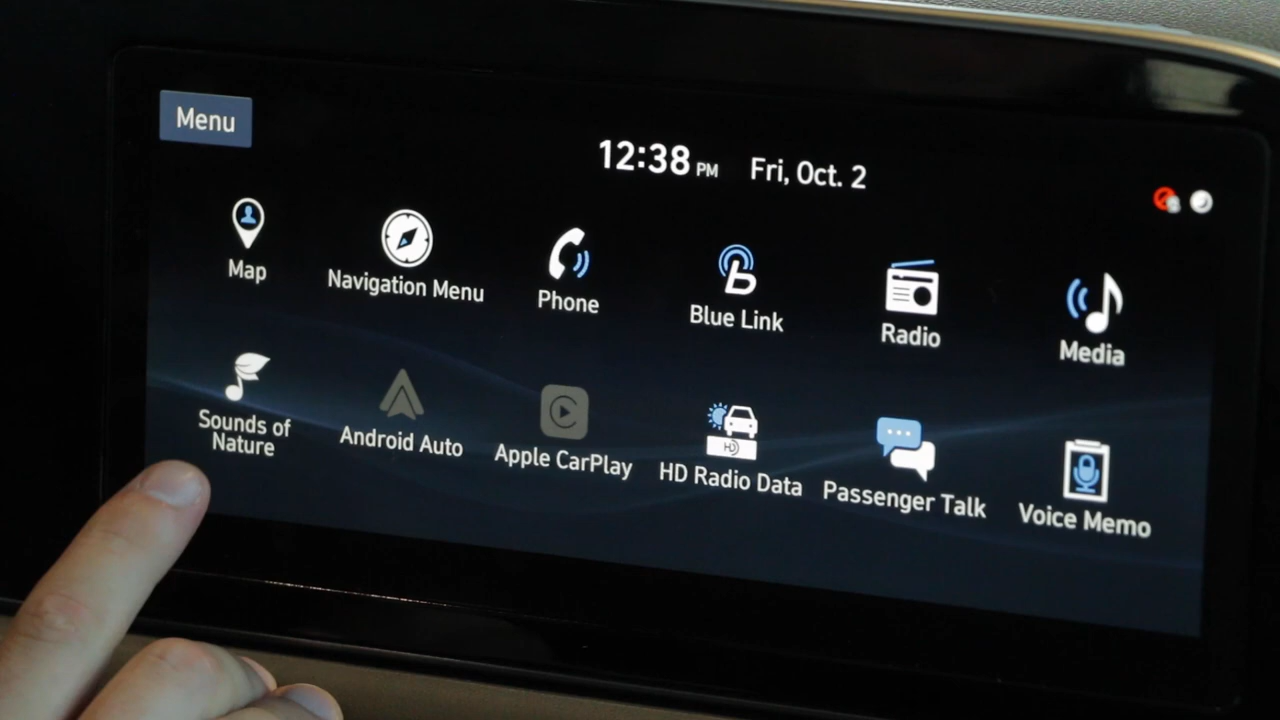 Menu
12:38 PM Fri, Oct. 2
Map
Navigation Menu
Phone
Blue Link
Radio
Media
Sounds of
Nature
Android Auto
Apple CarPlay
HD
HD Radio Data
Passenger Talk
Voice Memo